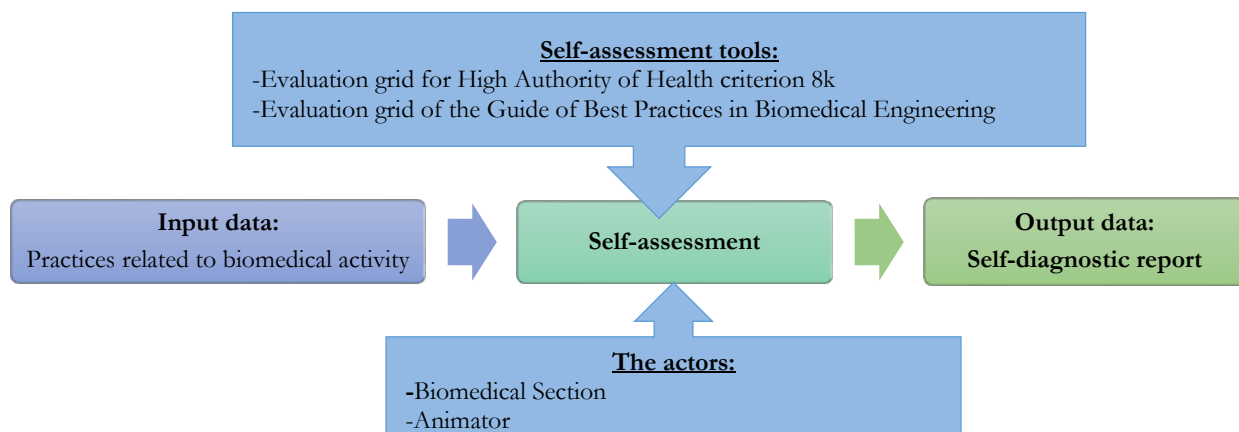 Self-assessment tools:
-Evaluation grid for High Authority of Health criterion 8k
-Evaluation grid of the Guide of Best Practices in Biomedical Engineering
Input data:
Practices related to biomedical activity
Self-assessment
Output data:
Self-diagnostic report
The actors:
-Biomedical Section
-Animator